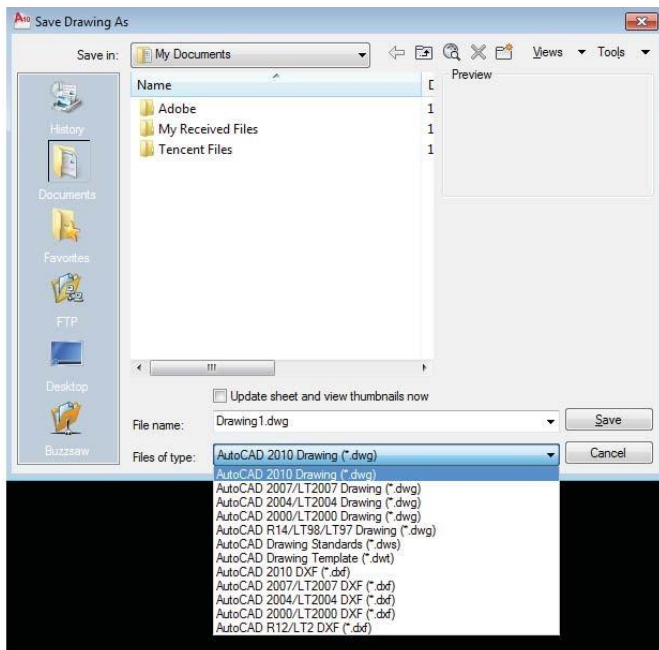 A10 Save Drawing As
Save in: My Documents Views Tools
Name D Preview
Adobe 1
My Received Files 1
Tencent Files 1
History
Documents
Favorites
FTP
Desktop
Buzzsaw
Update sheet and view thumbnails now
File name: Drawing1.dwg Save
Files of type: AutoCAD 2010 Drawing (*.dwg) Cancel
AutoCAD 2010 Drawing (*.dwg)
AutoCAD 2007/LT2007 Drawing (*.dwg)
AutoCAD 2004/LT2004 Drawing (*.dwg)
AutoCAD 2000/LT2000 Drawing (*.dwg)
AutoCAD R14/LT98/LT97 Drawing (*.dwg)
AutoCAD Drawing Standards (*.dws)
AutoCAD Drawing Template (*.dwt)
AutoCAD 2010 DXF (*.dxf)
AutoCAD 2007/LT2007 DXF (*.dxf)
AutoCAD 2004/LT2004 DXF (*.dxf)
AutoCAD 2000/LT2000 DXF (*.dxf)
AutoCAD R12/LT2 DXF (*.dxf)